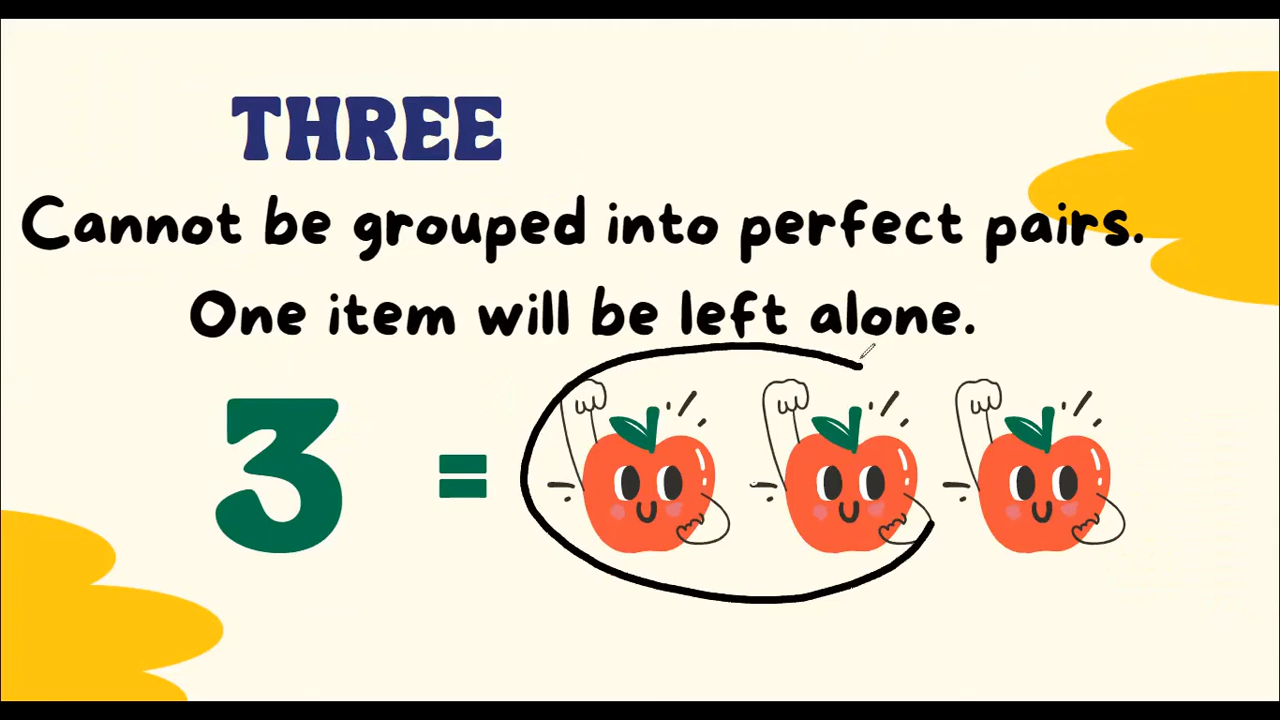 THREE
Cannot be grouped into perfect pairs.
One item will be left alone.
3 =